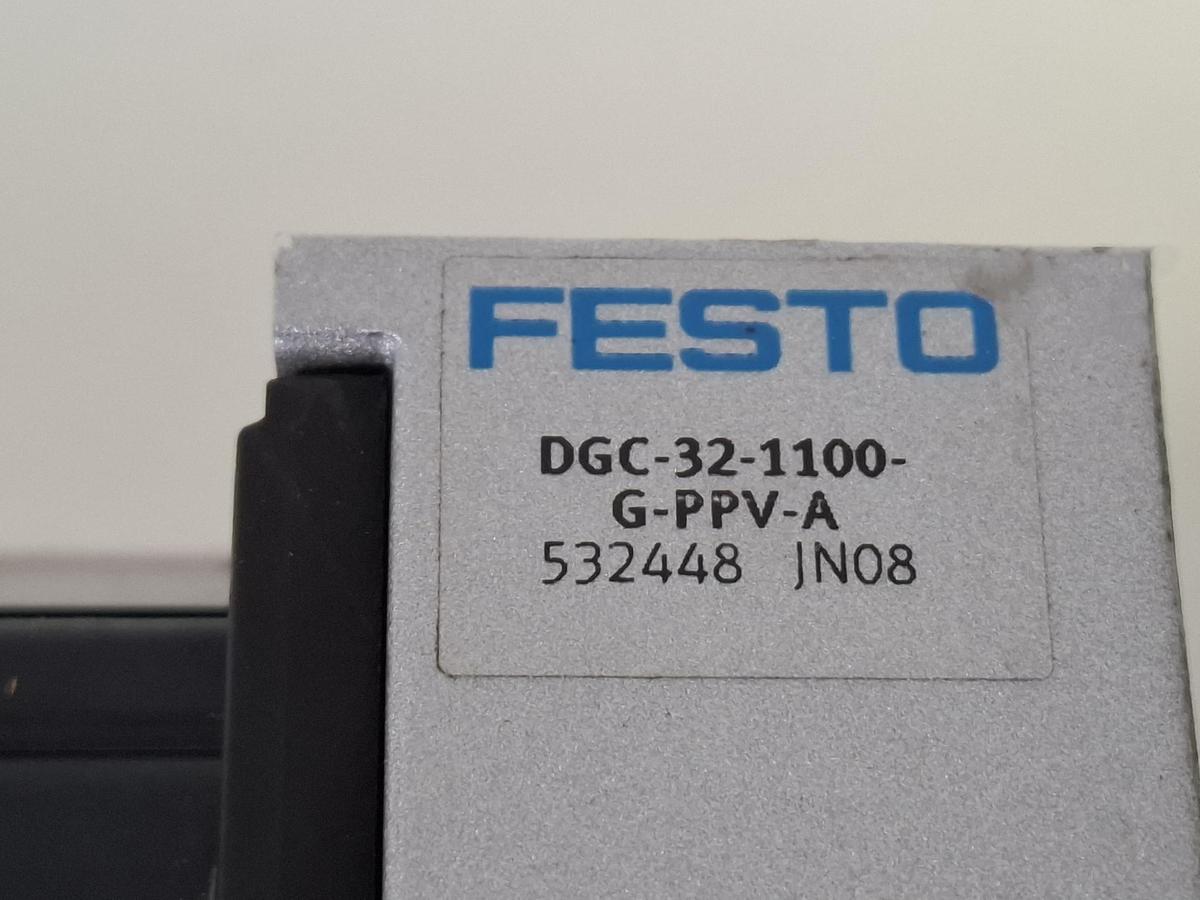 FESTO
DGC-32-1100-
G-PPV-A
532448 JN08